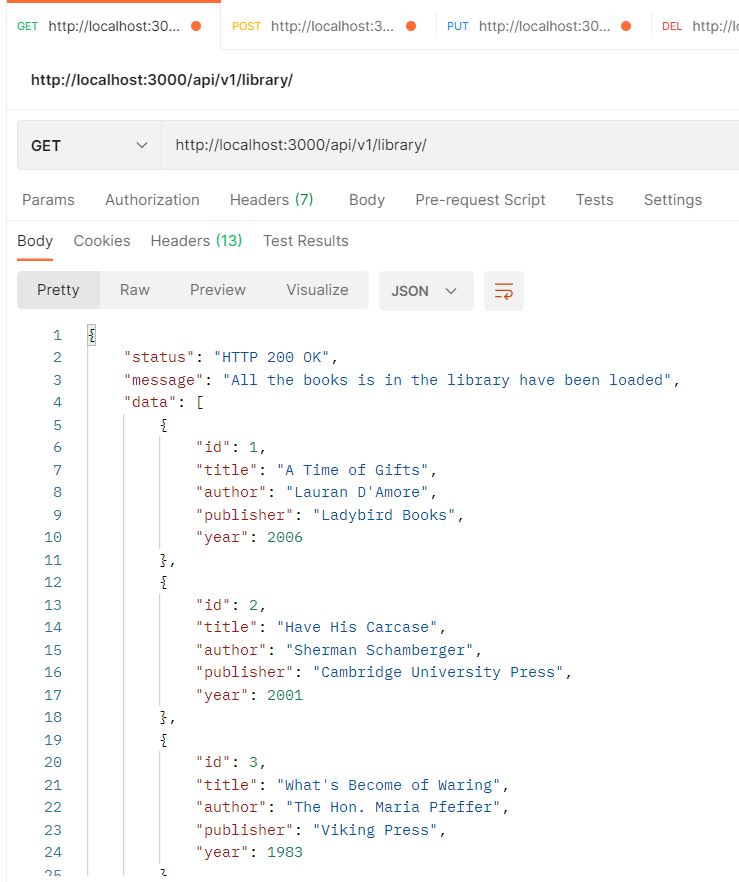 GET http://localhost:30... POST http://localhost:3... PUT http://localhost:30... DEL http://l
http://localhost:3000/api/v1/library/
GET http://localhost:3000/api/v1/library/
Params Authorization Headers (7) Body Pre-request Script Tests Settings
Body Cookies Headers (13) Test Results
Pretty Raw Preview Visualize JSON
1 {
2 "status": "HTTP 200 OK",
3 "message": "All the books is in the library have been loaded",
4 "data": [
5 {
6 "id": 1,
7 "title": "A Time of Gifts",
8 "author": "Lauran D'Amore",
9 "publisher": "Ladybird Books",
10 "year": 2006
11 },
12 {
13 "id": 2,
14 "title": "Have His Carcase",
15 "author": "Sherman Schamberger",
16 "publisher": "Cambridge University Press",
17 "year": 2001
18 },
19 {
20 "id": 3,
21 "title": "What's Become of Waring",
22 "author": "The Hon. Maria Pfeffer",
23 "publisher": "Viking Press",
24 "year": 1983
25 }